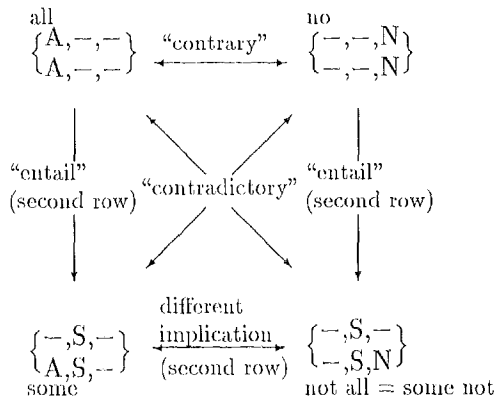 all no
{A,−,−} “contrary” {−,−,N}
{A,−,−} {−,−,N}
“entail” “contradictory” “entail”
(second row) (second row)
different
{−,S,−} implication {−,S,−}
{A,S,−} (second row) {−,S,N}
some not all = some not